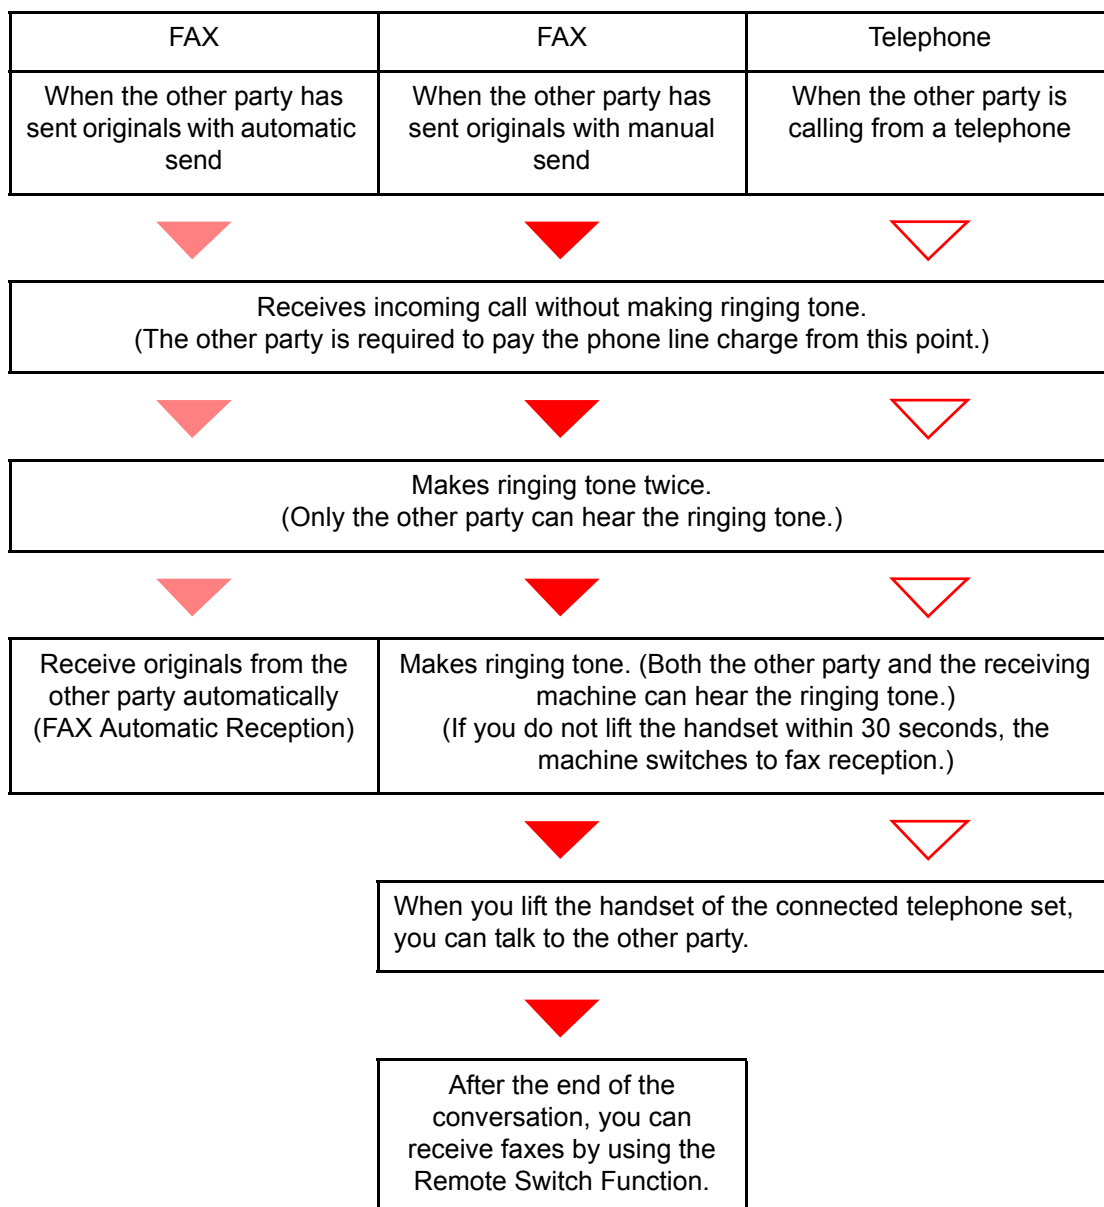 FAX
FAX
Telephone
When the other party has
sent originals with automatic
send
When the other party has
sent originals with manual
send
When the other party is
calling from a telephone
Receives incoming call without making ringing tone.
(The other party is required to pay the phone line charge from this point.)
Makes ringing tone twice.
(Only the other party can hear the ringing tone.)
Receive originals from the
other party automatically
(FAX Automatic Reception)
Makes ringing tone. (Both the other party and the receiving
machine can hear the ringing tone.)
(If you do not lift the handset within 30 seconds, the
machine switches to fax reception.)
When you lift the handset of the connected telephone set,
you can talk to the other party.
After the end of the
conversation, you can
receive faxes by using the
Remote Switch Function.